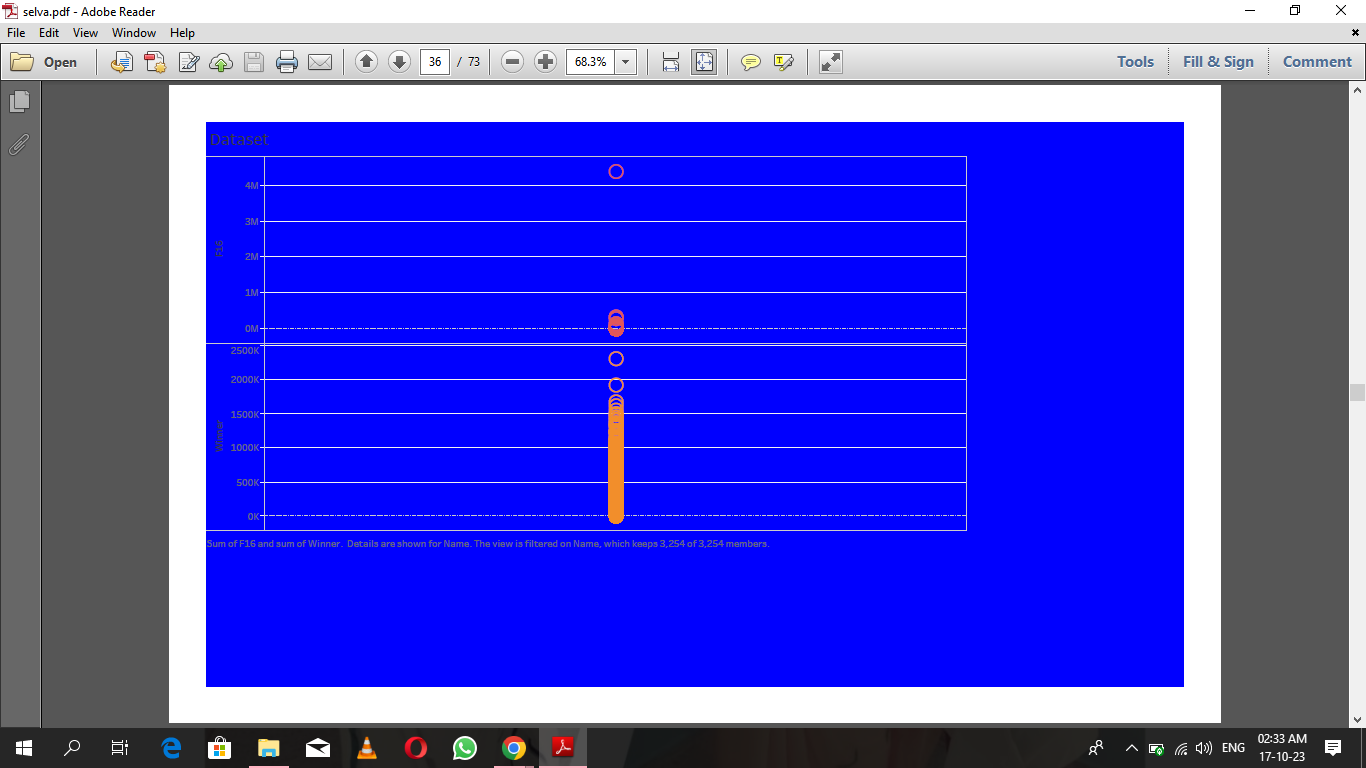 selva.pdf - Adobe Reader
File Edit View Window Help
Open 36 / 73 68.3% Tools Fill & Sign Comment
Dataset
4M
3M
2M
1M
0M
F16
2500K
2000K
1500K
1000K
500K
0K
Winner
Sum of F16 and sum of Winner. Details are shown for Name. The view is filtered on Name, which keeps 3,254 of 3,254 members.
ENG
02:33 AM
17-10-23